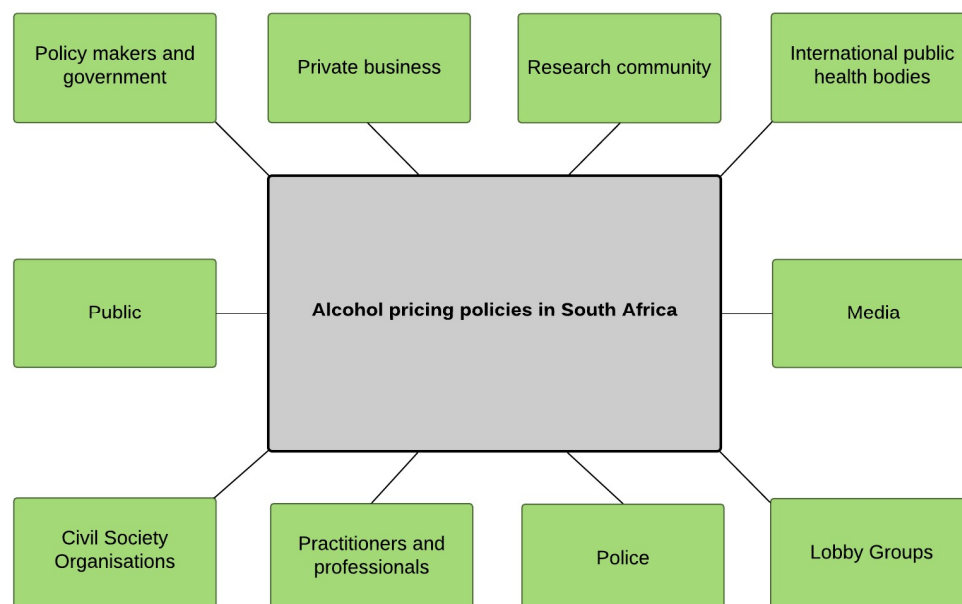 Policy makers and
government
Private business
Research community
International public
health bodies
Public
Alcohol pricing policies in South Africa
Media
Civil Society
Organisations
Practitioners and
professionals
Police
Lobby Groups